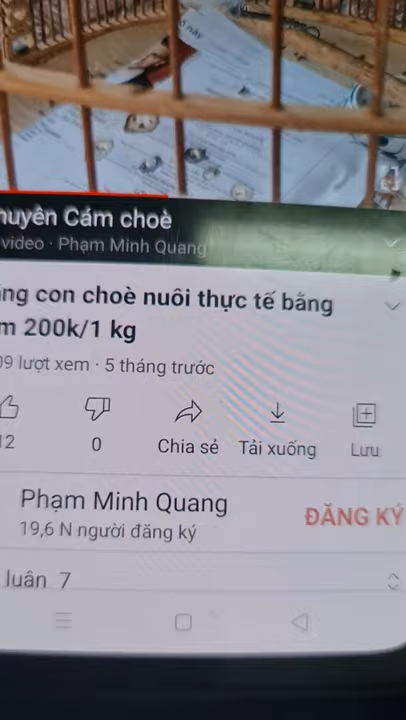 này
huyên Cám choè
video · Phạm Minh Quang
ng con choè nuôi thực tế bằng
m 200k/1 kg
09 lượt xem · 5 tháng trước
12
0
Chia sẻ
Tải xuống
Lưu
Phạm Minh Quang
ĐĂNG KÝ
19,6 N người đăng ký
luận 7